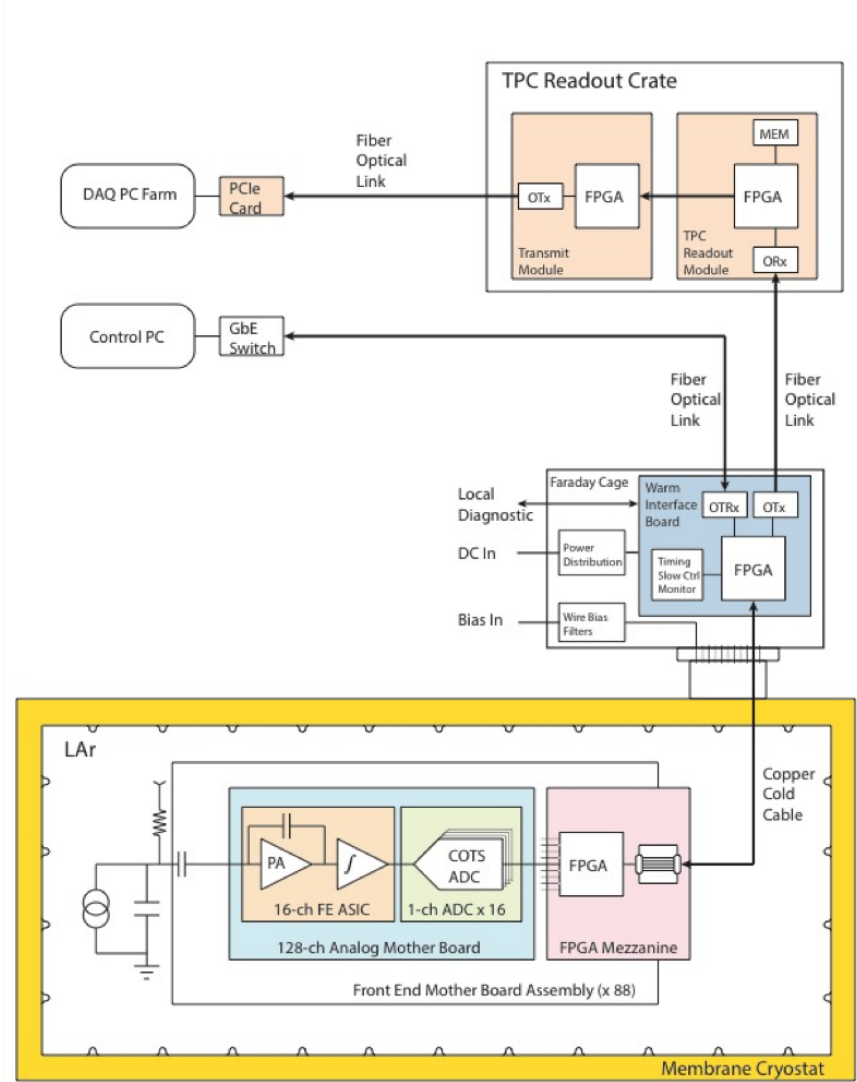 TPC Readout Crate
MEM
Fiber
Optical
Link
DAQ PC Farm
PCIe
Card
OTx
FPGA
FPGA
Transmit
Module
TPC
Readout
Module
ORx
Control PC
GbE
Switch
Fiber
Optical
Link
Fiber
Optical
Link
Faraday Cage
Warm
Interface
Board
OTRx
OTx
Local
Diagnostic
DC In
Power
Distribution
Timing
Slow Ctrl
Monitor
FPGA
Bias In
Wire Bias
Filters
LAr
Copper
Cold
Cable
PA
∫
COTS
ADC
FPGA
16-ch FE ASIC
1-ch ADC x 16
128-ch Analog Mother Board
FPGA Mezzanine
Front End Mother Board Assembly (x 88)
Membrane Cryostat